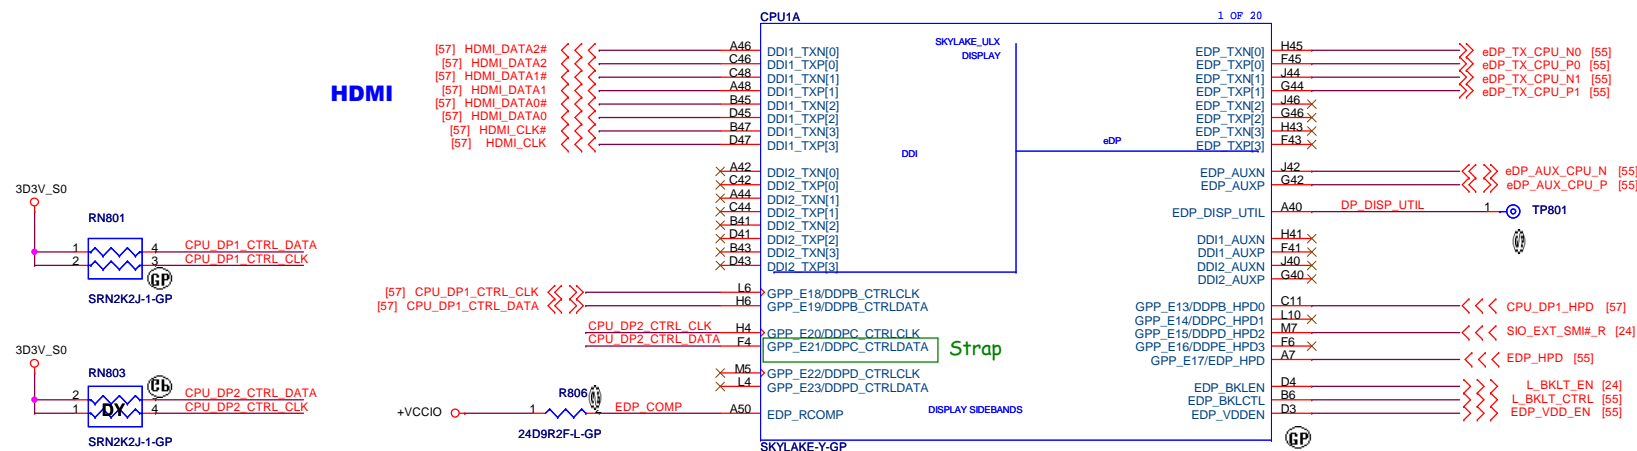 CPU1A
1 OF 20
HDMI
SKYLAKE_ULX
DISPLAY
DDI
eDP
DISPLAY SIDEBANDS
[57] HDMI_DATA2# A46 DDI1_TXN[0]
[57] HDMI_DATA2 C46 DDI1_TXP[0]
[57] HDMI_DATA1# C48 DDI1_TXN[1]
[57] HDMI_DATA1 A48 DDI1_TXP[1]
[57] HDMI_DATA0# B45 DDI1_TXN[2]
[57] HDMI_DATA0 D45 DDI1_TXP[2]
[57] HDMI_CLK# B47 DDI1_TXN[3]
[57] HDMI_CLK D47 DDI1_TXP[3]
A42 DDI2_TXN[0]
C42 DDI2_TXP[0]
A44 DDI2_TXN[1]
C44 DDI2_TXP[1]
B41 DDI2_TXN[2]
D41 DDI2_TXP[2]
B43 DDI2_TXN[3]
D43 DDI2_TXP[3]
[57] CPU_DP1_CTRL_CLK L6 GPP_E18/DDPB_CTRLCLK
[57] CPU_DP1_CTRL_DATA H6 GPP_E19/DDPB_CTRLDATA
CPU_DP2_CTRL_CLK H4 GPP_E20/DDPC_CTRLCLK
CPU_DP2_CTRL_DATA F4 GPP_E21/DDPC_CTRLDATA Strap
M5 GPP_E22/DDPD_CTRLCLK
L4 GPP_E23/DDPD_CTRLDATA
+VCCIO 1 R806 2 EDP_COMP A50 EDP_RCOMP
24D9R2F-L-GP
EDP_TXN[0] H45 eDP_TX_CPU_N0 [55]
EDP_TXP[0] F45 eDP_TX_CPU_P0 [55]
EDP_TXN[1] J44 eDP_TX_CPU_N1 [55]
EDP_TXP[1] G44 eDP_TX_CPU_P1 [55]
EDP_TXN[2] J46
EDP_TXP[2] G46
EDP_TXN[3] H43
EDP_TXP[3] F43
EDP_AUXN J42 eDP_AUX_CPU_N [55]
EDP_AUXP G42 eDP_AUX_CPU_P [55]
EDP_DISP_UTIL A40 DP_DISP_UTIL 1 TP801
DDI1_AUXN H41
DDI1_AUXP F41
DDI2_AUXN J40
DDI2_AUXP G40
GPP_E13/DDPB_HPD0 C11 CPU_DP1_HPD [57]
GPP_E14/DDPC_HPD1 L10
GPP_E15/DDPD_HPD2 M7 SIO_EXT_SMI#_R [24]
GPP_E16/DDPE_HPD3 F6
GPP_E17/EDP_HPD A7 EDP_HPD [55]
EDP_BKLEN D4 L_BKLT_EN [24]
EDP_BKLCTL B6 L_BKLT_CTRL [55]
EDP_VDDEN D3 EDP_VDD_EN [55]
SKYLAKE-Y-GP
GP
3D3V_S0
RN801
1 4 CPU_DP1_CTRL_DATA
2 3 CPU_DP1_CTRL_CLK
GP
SRN2K2J-1-GP
3D3V_S0
RN803
2 3 CPU_DP2_CTRL_DATA
1 4 CPU_DP2_CTRL_CLK
DY
SRN2K2J-1-GP